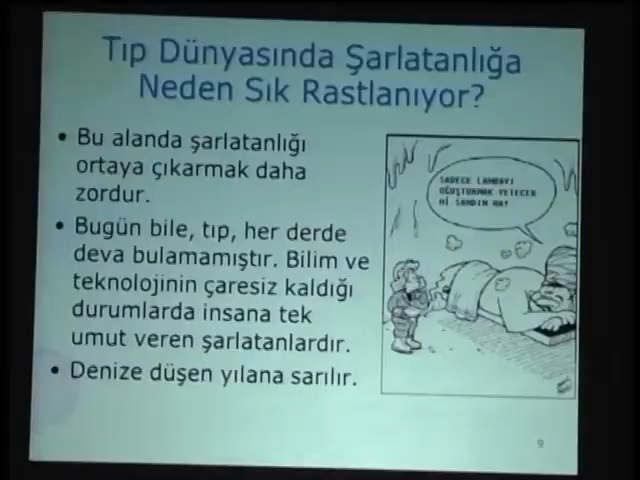 Tıp Dünyasında Şarlatanlığa
Neden Sık Rastlanıyor?
• Bu alanda şarlatanlığı
ortaya çıkarmak daha
zordur.
• Bugün bile, tıp, her derde
deva bulamamıştır. Bilim ve
teknolojinin çaresiz kaldığı
durumlarda insana tek
umut veren şarlatanlardır.
• Denize düşen yılana sarılır.
SADECE LAMBAYI
OĞUŞTURMAK YETECEK
Mİ SANDIN HA?
9